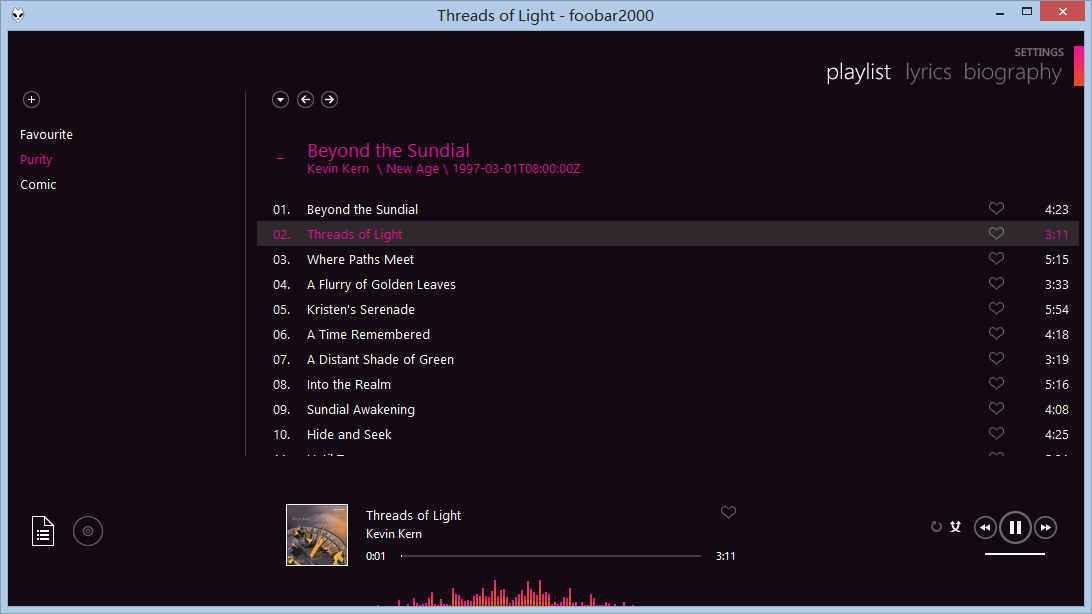 Threads of Light - foobar2000
SETTINGS
playlist lyrics biography
Favourite
Purity
Comic
– Beyond the Sundial
Kevin Kern \ New Age \ 1997-03-01T08:00:00Z
01. Beyond the Sundial 4:23
02. Threads of Light 3:11
03. Where Paths Meet 5:15
04. A Flurry of Golden Leaves 3:33
05. Kristen's Serenade 5:54
06. A Time Remembered 4:18
07. A Distant Shade of Green 3:19
08. Into the Realm 5:16
09. Sundial Awakening 4:08
10. Hide and Seek 4:25
Threads of Light
Kevin Kern
0:01 3:11